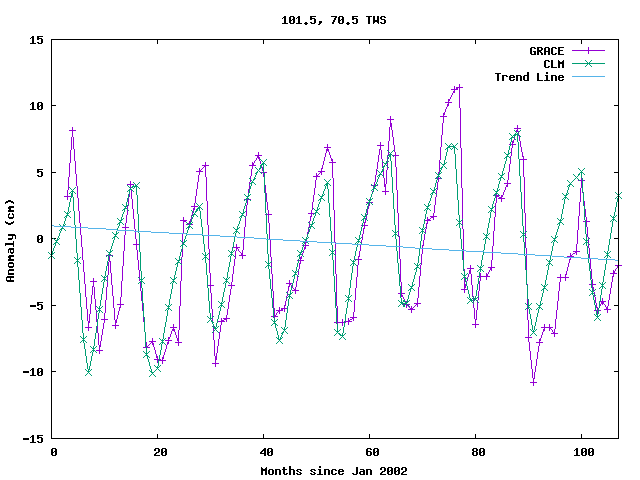 101.5, 70.5 TWS
GRACE
CLM
Trend Line
15
10
5
0
-5
-10
-15
Anomaly (cm)
0 20 40 60 80 100
Months since Jan 2002